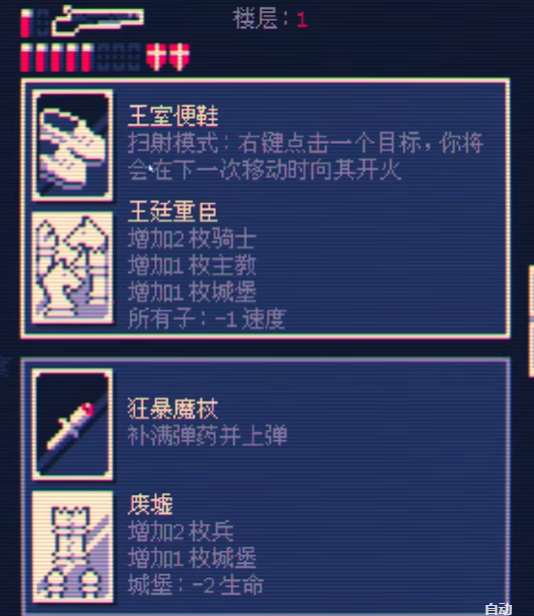 楼层：1
王室便鞋
扫射模式：右键点击一个目标，你将
会在下一次移动时向其开火
王廷重臣
增加2枚骑士
增加1枚主教
增加1枚城堡
所有子：-1速度
狂暴魔杖
补满弹药并上弹
废墟
增加2枚兵
增加1枚城堡
城堡：-2生命
自动